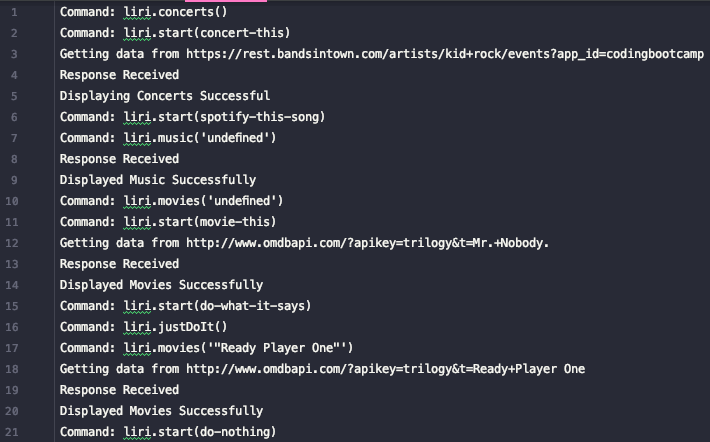 1 Command: liri.concerts()
2 Command: liri.start(concert-this)
3 Getting data from https://rest.bandsintown.com/artists/kid+rock/events?app_id=codingbootcamp
4 Response Received
5 Displaying Concerts Successful
6 Command: liri.start(spotify-this-song)
7 Command: liri.music('undefined')
8 Response Received
9 Displayed Music Successfully
10 Command: liri.movies('undefined')
11 Command: liri.start(movie-this)
12 Getting data from http://www.omdbapi.com/?apikey=trilogy&t=Mr.+Nobody.
13 Response Received
14 Displayed Movies Successfully
15 Command: liri.start(do-what-it-says)
16 Command: liri.justDoIt()
17 Command: liri.movies('"Ready Player One"')
18 Getting data from http://www.omdbapi.com/?apikey=trilogy&t=Ready+Player One
19 Response Received
20 Displayed Movies Successfully
21 Command: liri.start(do-nothing)